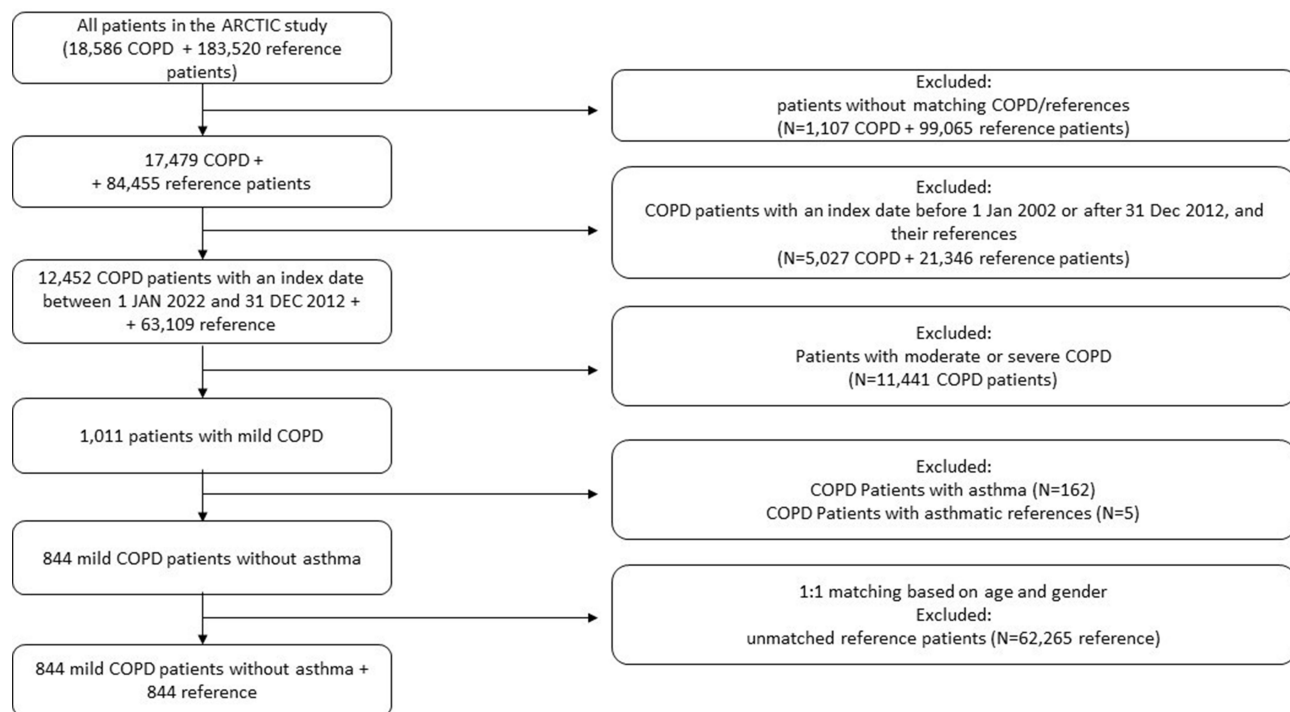 All patients in the ARCTIC study
(18,586 COPD + 183,520 reference
patients)
Excluded:
patients without matching COPD/references
(N=1,107 COPD + 99,065 reference patients)
17,479 COPD +
+ 84,455 reference patients
Excluded:
COPD patients with an index date before 1 Jan 2002 or after 31 Dec 2012, and
their references
(N=5,027 COPD + 21,346 reference patients)
12,452 COPD patients with an index date
between 1 JAN 2022 and 31 DEC 2012 +
+ 63,109 reference
Excluded:
Patients with moderate or severe COPD
(N=11,441 COPD patients)
1,011 patients with mild COPD
Excluded:
COPD Patients with asthma (N=162)
COPD Patients with asthmatic references (N=5)
844 mild COPD patients without asthma
1:1 matching based on age and gender
Excluded:
unmatched reference patients (N=62,265 reference)
844 mild COPD patients without asthma +
844 reference